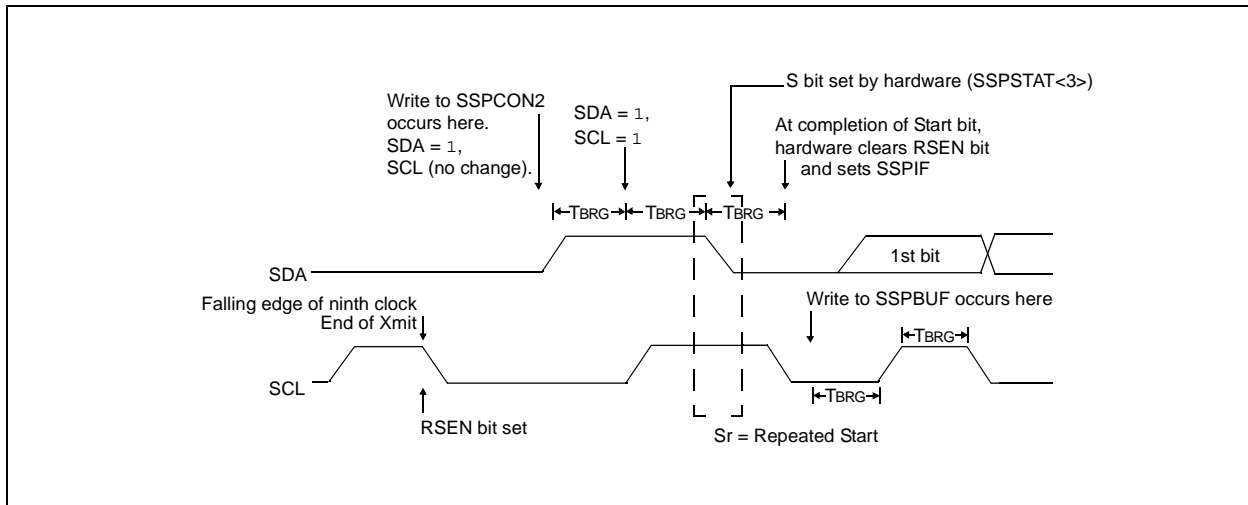 S bit set by hardware (SSPSTAT<3>)
Write to SSPCON2
occurs here.
SDA = 1,
SCL (no change).
SDA = 1,
SCL = 1
At completion of Start bit,
hardware clears RSEN bit
and sets SSPIF
TBRG
TBRG
TBRG
SDA
1st bit
Falling edge of ninth clock
End of Xmit
Write to SSPBUF occurs here
TBRG
SCL
TBRG
RSEN bit set
Sr = Repeated Start